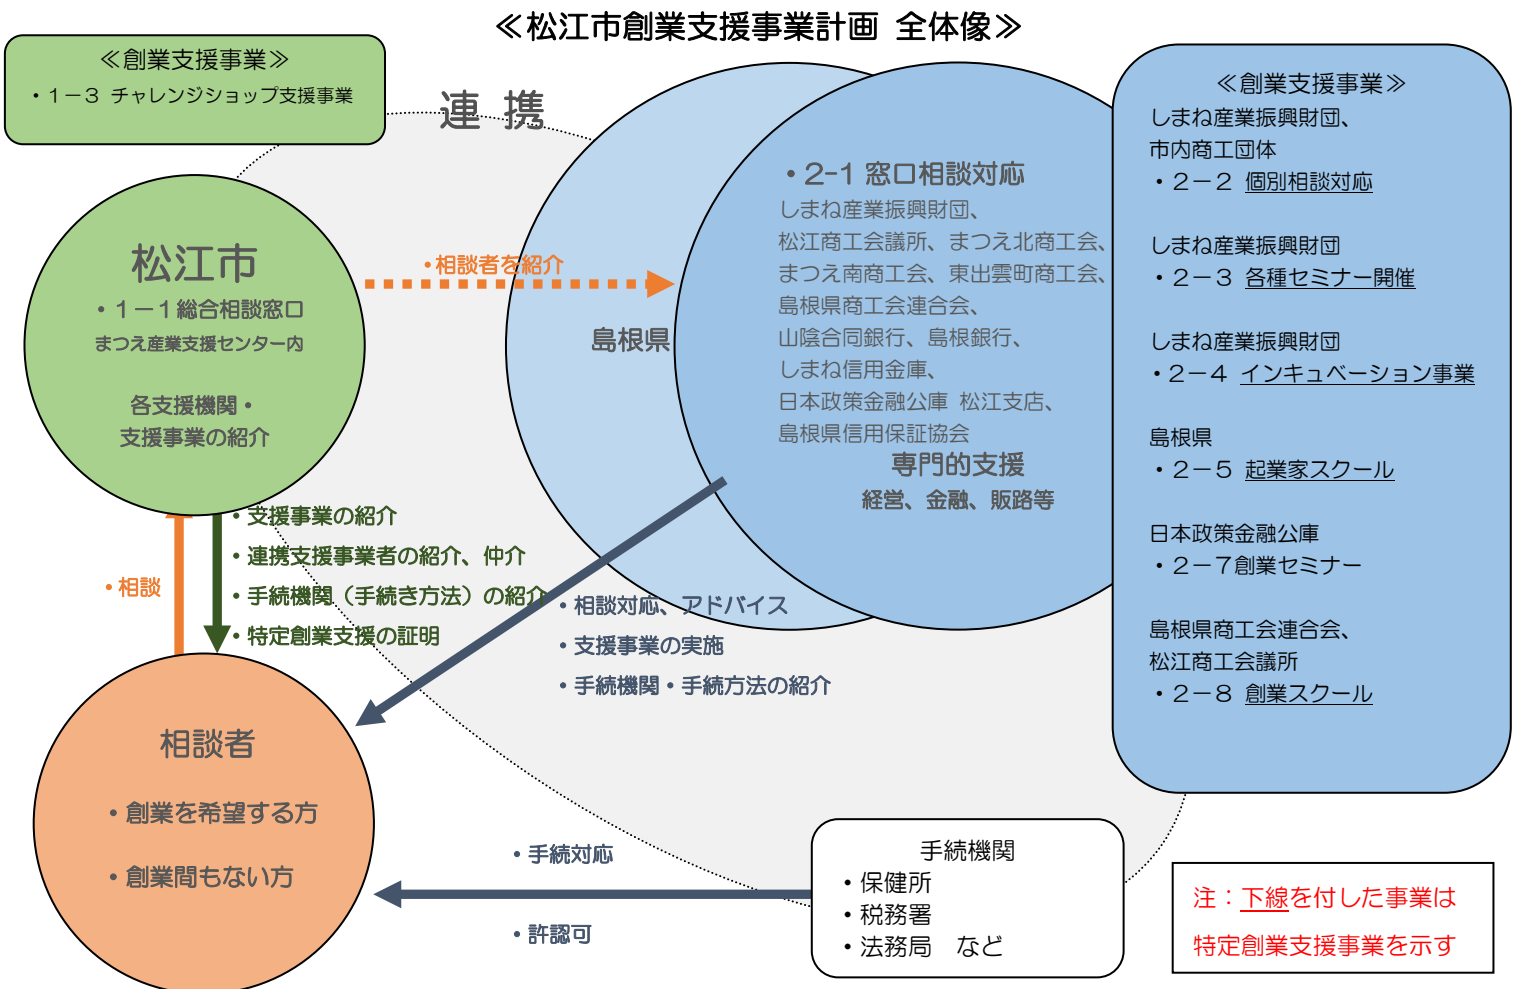 ≪松江市創業支援事業計画 全体像≫
≪創業支援事業≫
・１－３ チャレンジショップ支援事業
連 携
松江市
・１－１総合相談窓口
まつえ産業支援センター内
各支援機関・
支援事業の紹介
・相談者を紹介
島根県
・2-1 窓口相談対応
しまね産業振興財団、
松江商工会議所、まつえ北商工会、
まつえ南商工会、東出雲町商工会、
島根県商工会連合会、
山陰合同銀行、島根銀行、
しまね信用金庫、
日本政策金融公庫 松江支店、
島根県信用保証協会
専門的支援
経営、金融、販路等
≪創業支援事業≫
しまね産業振興財団、
市内商工団体
・２－２ 個別相談対応
しまね産業振興財団
・２－３ 各種セミナー開催
しまね産業振興財団
・２－４ インキュベーション事業
島根県
・２－５ 起業家スクール
日本政策金融公庫
・２－７創業セミナー
島根県商工会連合会、
松江商工会議所
・２－８ 創業スクール
・相談
・支援事業の紹介
・連携支援事業者の紹介、仲介
・手続機関（手続き方法）の紹介
・特定創業支援の証明
・相談対応、アドバイス
・支援事業の実施
・手続機関・手続方法の紹介
相談者
・創業を希望する方
・創業間もない方
・手続対応
・許認可
手続機関
・保健所
・税務署
・法務局　など
注：下線を付した事業は
特定創業支援事業を示す